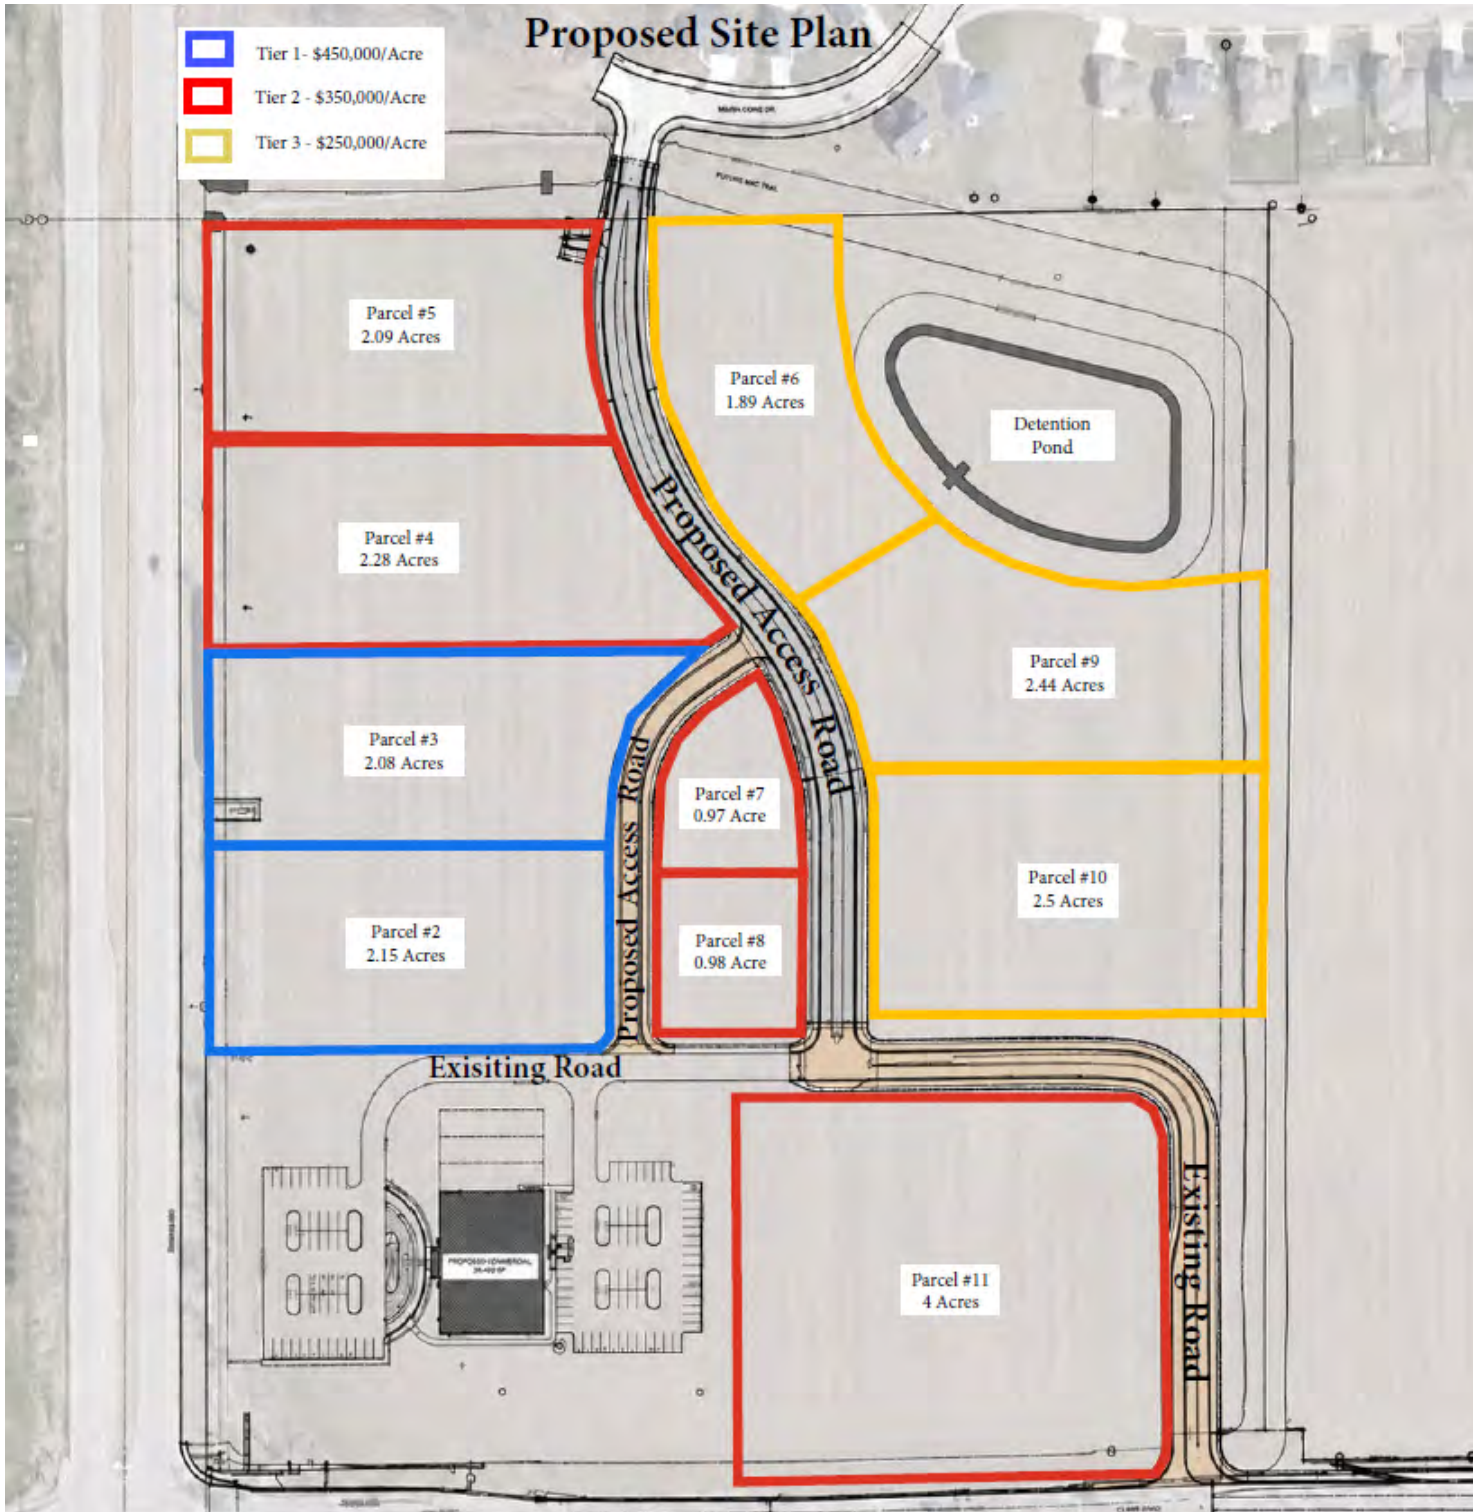 Proposed Site Plan
Tier 1- $450,000/Acre
Tier 2 - $350,000/Acre
Tier 3 - $250,000/Acre
Parcel #5
2.09 Acres
Parcel #6
1.89 Acres
Detention
Pond
Parcel #4
2.28 Acres
Proposed Access Road
Parcel #9
2.44 Acres
Parcel #3
2.08 Acres
Proposed Access Road
Parcel #7
0.97 Acre
Parcel #10
2.5 Acres
Parcel #2
2.15 Acres
Parcel #8
0.98 Acre
Exisiting Road
PROPOSED COMMERCIAL
Parcel #11
4 Acres
Existing Road